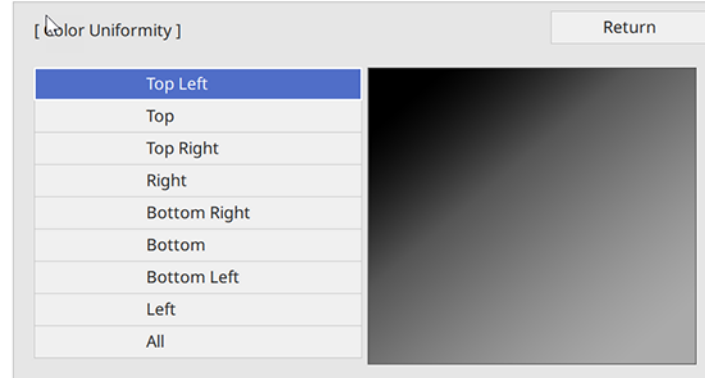 [ Color Uniformity ]
Return
Top Left
Top
Top Right
Right
Bottom Right
Bottom
Bottom Left
Left
All